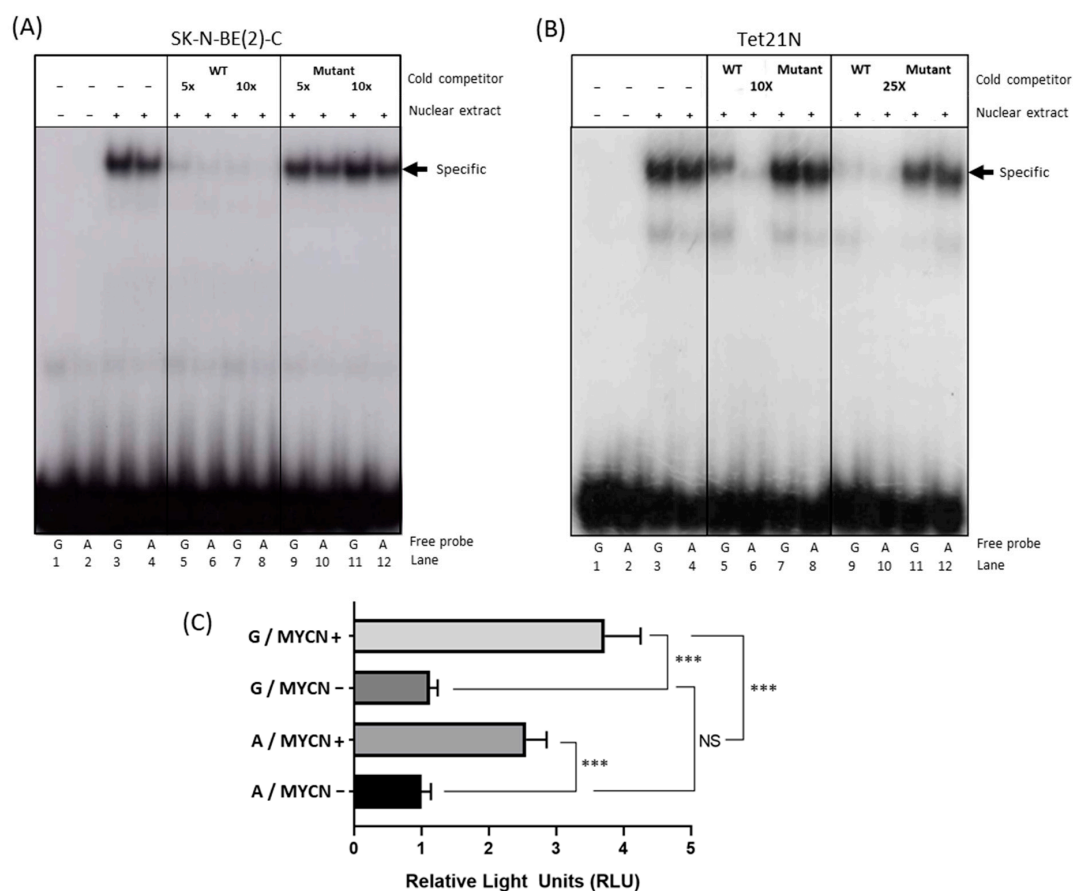 (A)
SK-N-BE(2)-C
WT Mutant
5x 10x 5x 10x Cold competitor
– – – –
Nuclear extract
– – + + + + + + + + + +
Specific
G A G A G A G A G A G A Free probe
1 2 3 4 5 6 7 8 9 10 11 12 Lane
(B)
Tet21N
WT Mutant WT Mutant
– – – – 10X 25X Cold competitor
– – + + + + + + + + + + Nuclear extract
Specific
G A G A G A G A G A G A Free probe
1 2 3 4 5 6 7 8 9 10 11 12 Lane
(C)
G / MYCN +
***
G / MYCN –
***
NS
A / MYCN +
***
A / MYCN –
0 1 2 3 4 5
Relative Light Units (RLU)